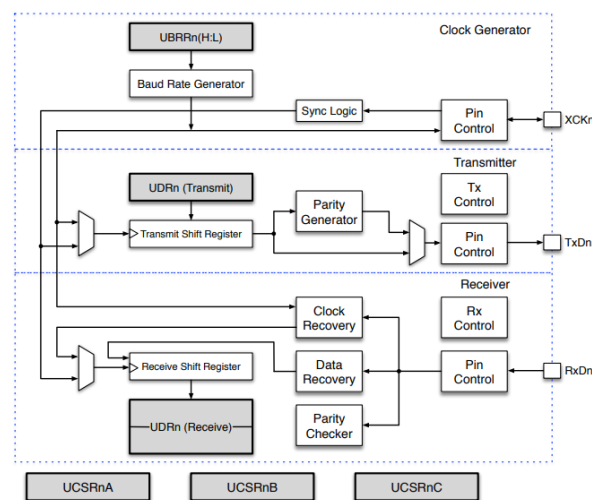 UBRRn(H:L)
Clock Generator
Baud Rate Generator
Sync Logic
Pin
Control
XCKn
Transmitter
UDRn (Transmit)
Tx
Control
Parity
Generator
Transmit Shift Register
Pin
Control
TxDn
Receiver
Clock
Recovery
Rx
Control
Receive Shift Register
Data
Recovery
Pin
Control
RxDn
UDRn (Receive)
Parity
Checker
UCSRnA
UCSRnB
UCSRnC